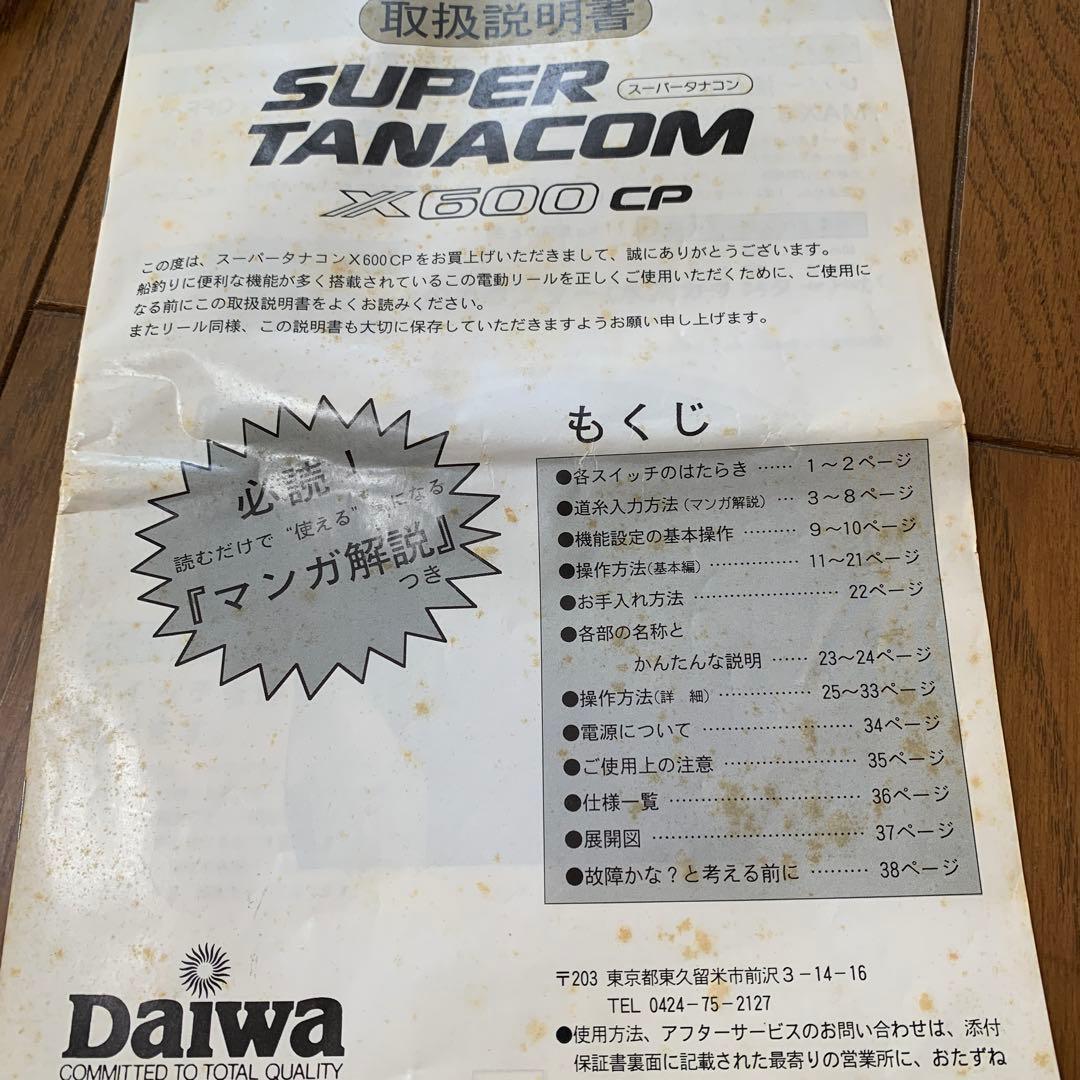 取扱説明書
SUPER
スーパータナコン
TANACOM
X600 CP
この度は、スーパータナコンX600CPをお買上げいただきまして、誠にありがとうございます。
船釣りに便利な機能が多く搭載されているこの電動リールを正しくご使用いただくために、ご使用に
なる前にこの取扱説明書をよくお読みください。
またリール同様、この説明書も大切に保存していただきますようお願い申し上げます。
必読!
読むだけで“使える”になる
『マンガ解説』
つき
もくじ
●各スイッチのはたらき …… 1～2ページ
●道糸入力方法(マンガ解説) … 3～8ページ
●機能設定の基本操作 ……… 9～10ページ
●操作方法(基本編) …………… 11～21ページ
●お手入れ方法 …………………… 22ページ
●各部の名称と
かんたんな説明 …… 23～24ページ
●操作方法(詳 細) …………… 25～33ページ
●電源について …………………… 34ページ
●ご使用上の注意 ………………… 35ページ
●仕様一覧 ………………………… 36ページ
●展開図 …………………………… 37ページ
●故障かな？と考える前に ……… 38ページ
Daiwa
COMMITTED TO TOTAL QUALITY
〒203 東京都東久留米市前沢3-14-16
TEL 0424-75-2127
●使用方法、アフターサービスのお問い合わせは、添付
保証書裏面に記載された最寄りの営業所に、おたずね